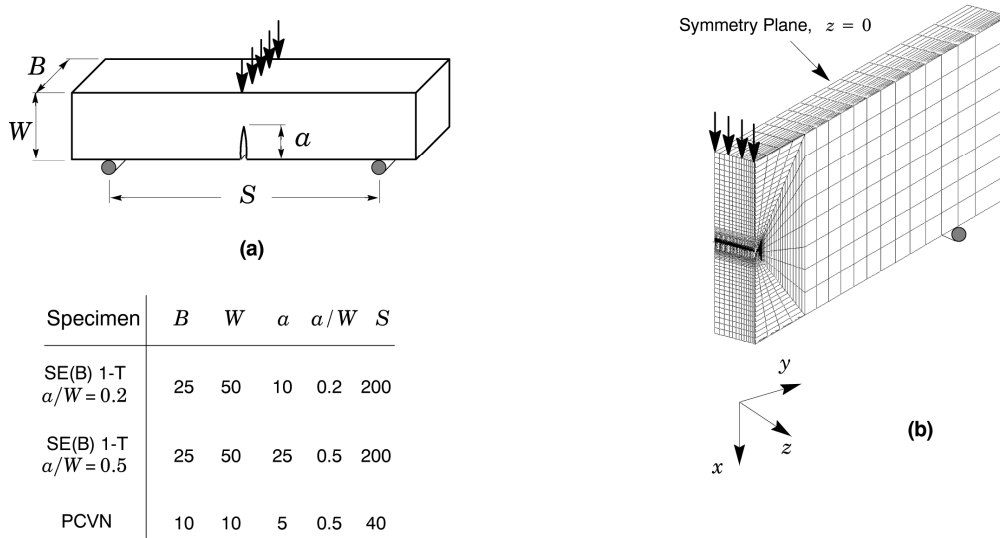 B
W
a
S
(a)
Specimen B W a a/W S
SE(B) 1-T
a/W = 0.2
25 50 10 0.2 200
SE(B) 1-T
a/W = 0.5
25 50 25 0.5 200
PCVN 10 10 5 0.5 40
Symmetry Plane, z = 0
y
z
x
(b)